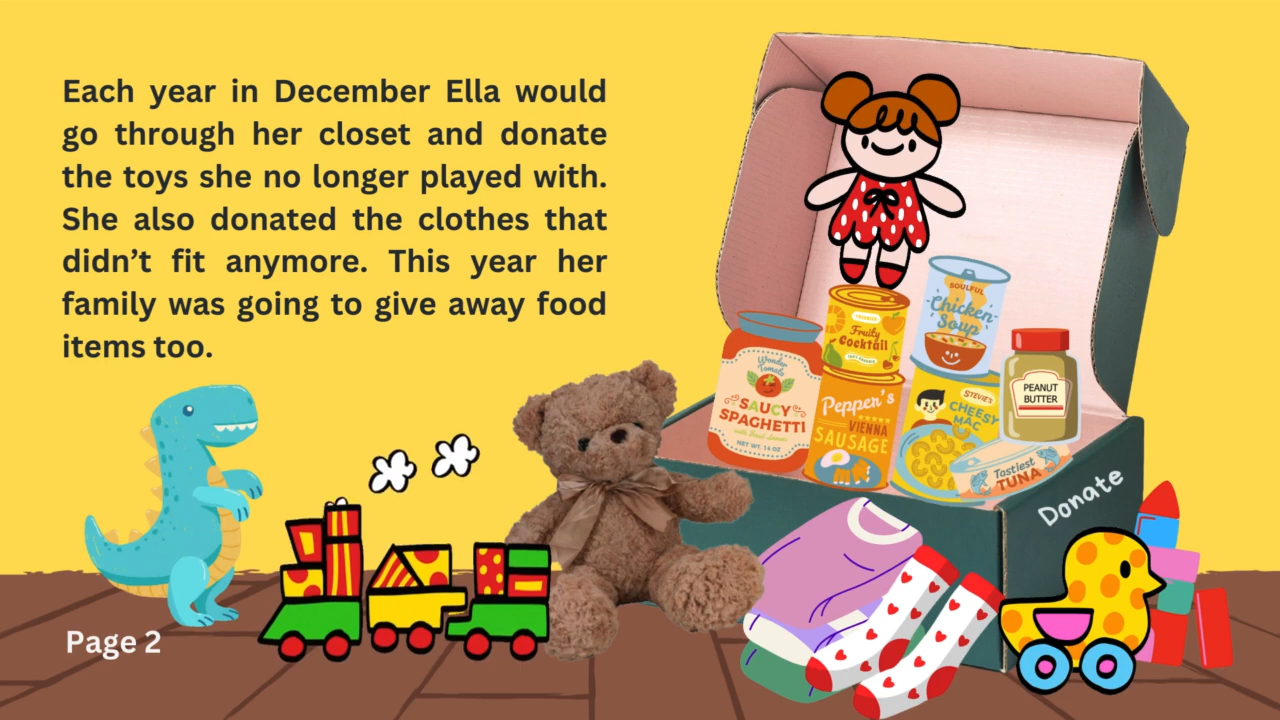 Each year in December Ella would
go through her closet and donate
the toys she no longer played with.
She also donated the clothes that
didn’t fit anymore. This year her
family was going to give away food
items too.
SOULFUL
Chicken
Soup
Fruity
Cocktail
Wonder
Tomato
SAUCY
SPAGHETTI
NET WT. 16 OZ
Pepper's
VIENNA
SAUSAGE
STEVIE'S
CHEESY
MAC
PEANUT
BUTTER
Tastiest
TUNA
Donate
Page 2